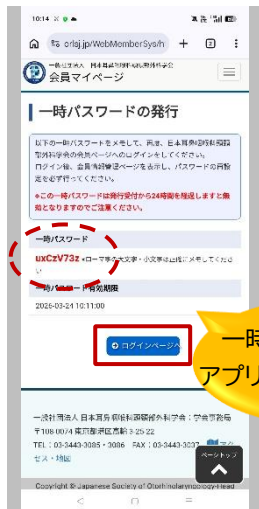 10:14
orlsj.jp/WebMemberSys/h
2
一般社団法人 日本耳鼻咽喉科頭頸部外科学会
会員マイページ
一時パスワードの発行
以下の一時パスワードをメモして、再度、日本耳鼻咽喉科頭頸
部外科学会の会員ページへのログインをしてください。
ログイン後、会員情報管理ページを表示し、パスワードの再設
定を必ず行ってください。
※この一時パスワードは発行受付から24時間を経過しますと無
効となりますのでご注意ください。
一時パスワード
uxCzV73z ※ローマ字の大文字・小文字は正確にメモしてくださ
い
一時パスワード有効期限
2026-03-24 10:11:00
ログインページへ
一時
アプリ
一般社団法人 日本耳鼻咽喉科頭頸部外科学会：学会事務局
〒108-0074 東京都港区高輪 3-25-22
TEL：03-3443-3085・3086 FAX：03-3443-3037 アク
セス・地図
ページトップ
Copyright © Japanese Society of Otorhinolaryngology-Head